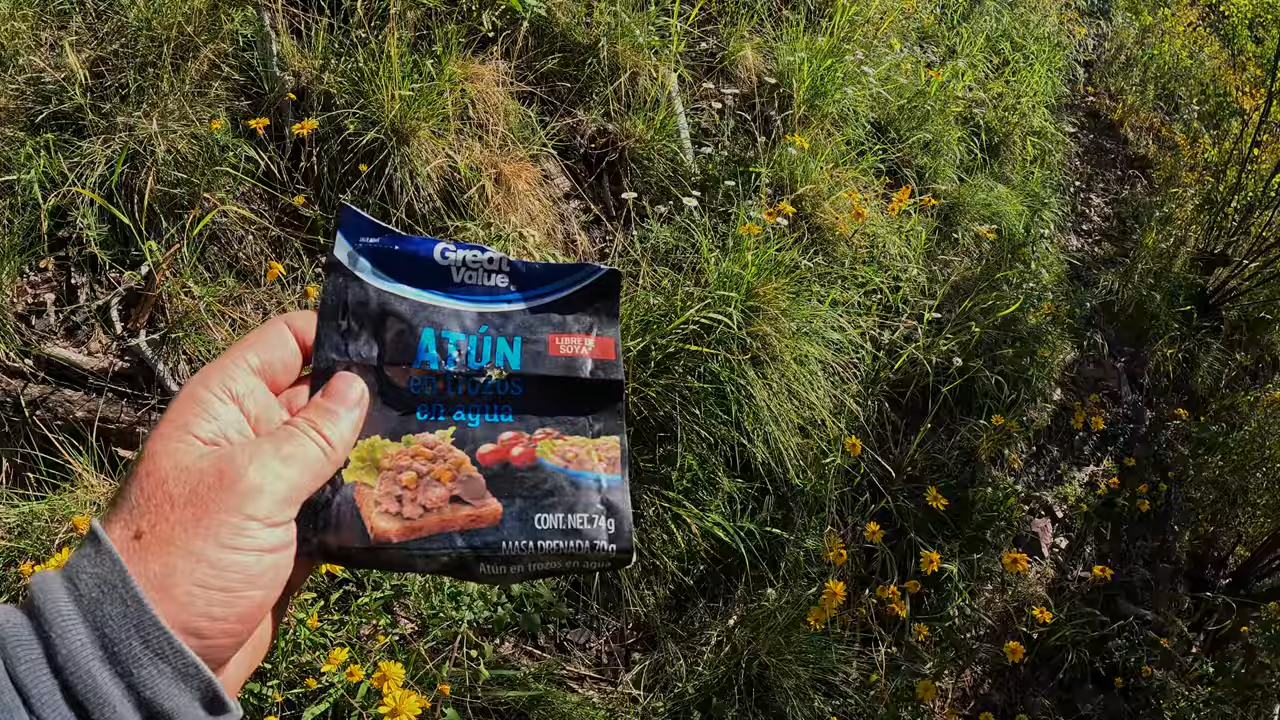 Great
Value
ATÚN
en trozos
en agua
LIBRE DE
SOYA*
CONT. NET. 74g
MASA DRENADA 70g
Atún en trozos en agua